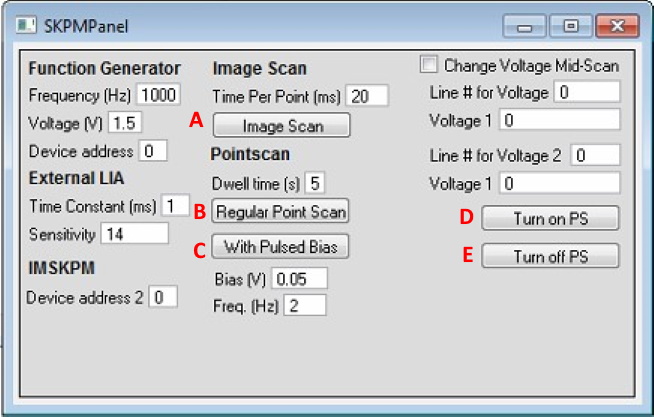 SKPMPanel
Function Generator
Frequency (Hz) 1000
Voltage (V) 1.5
Device address 0
External LIA
Time Constant (ms) 1
Sensitivity 14
IMSKPM
Device address 2 0
Image Scan
Time Per Point (ms) 20
A Image Scan
Pointscan
Dwell time (s) 5
B Regular Point Scan
C With Pulsed Bias
Bias (V) 0.05
Freq. (Hz) 2
Change Voltage Mid-Scan
Line # for Voltage 0
Voltage 1 0
Line # for Voltage 2 0
Voltage 1 0
D Turn on PS
E Turn off PS